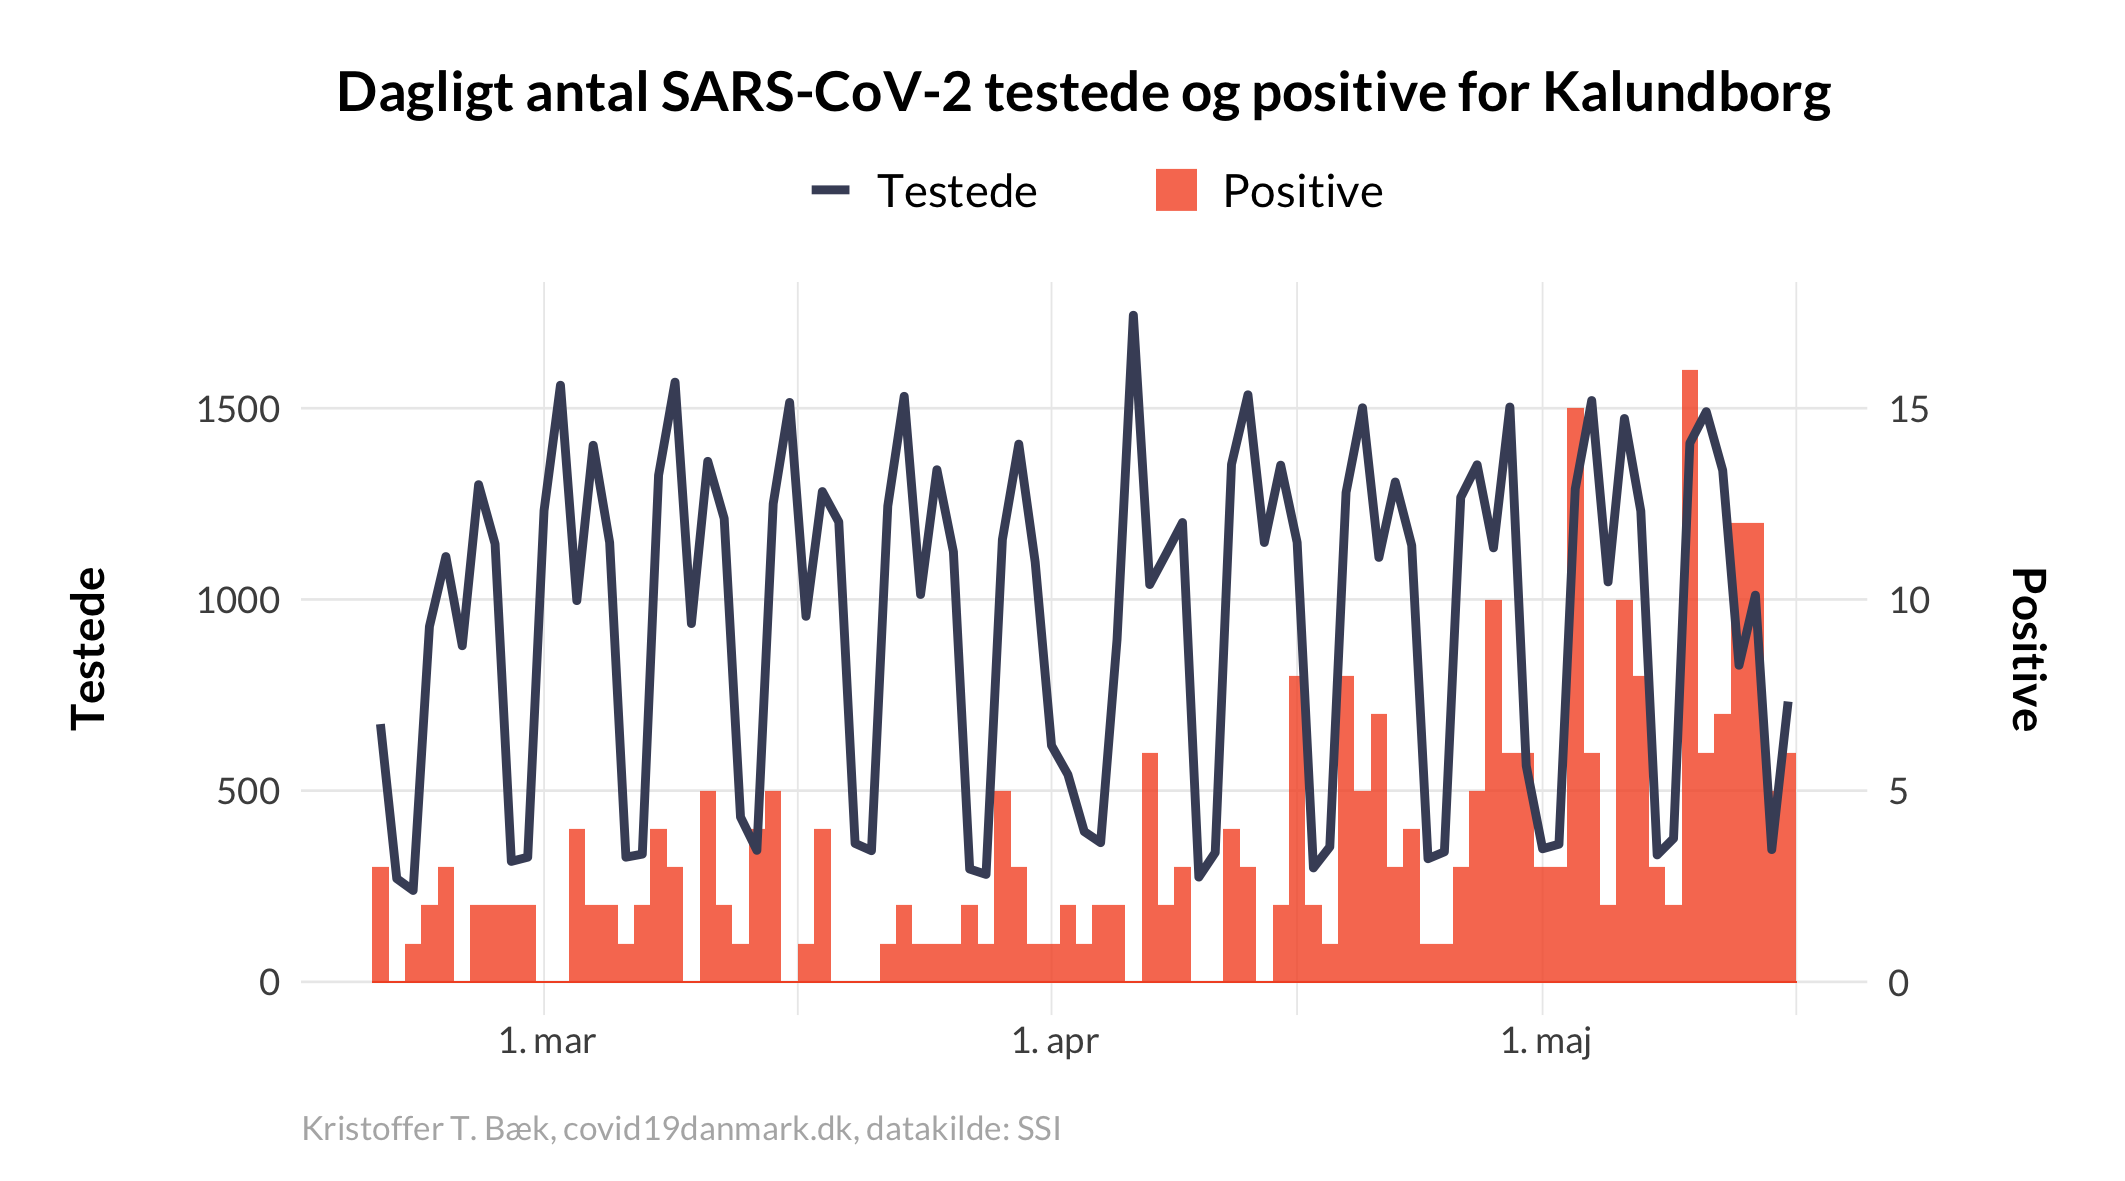 Dagligt antal SARS-CoV-2 testede og positive for Kalundborg
Testede
Positive
Testede
1500
1000
500
0
15
10
5
0
Positive
1. mar
1. apr
1. maj
Kristoffer T. Bæk, covid19danmark.dk, datakilde: SSI